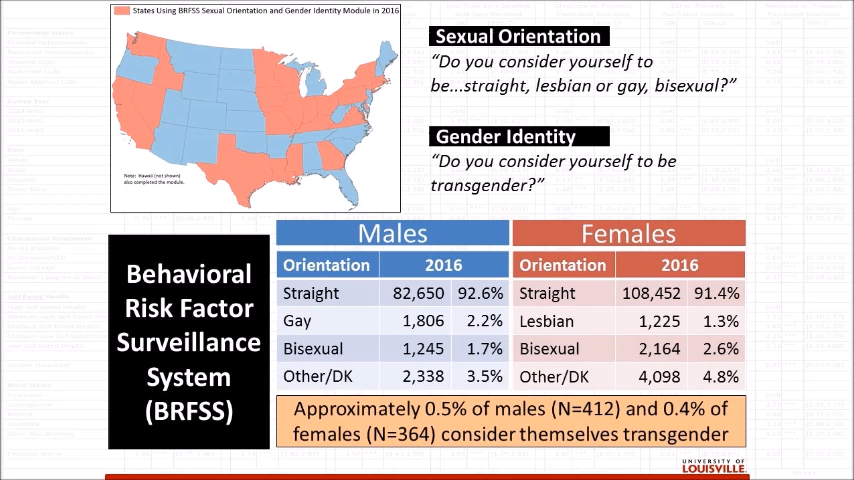 States Using BRFSS Sexual Orientation and Gender Identity Module in 2016
Note: Hawaii (not shown)
also completed the module.
Sexual Orientation
“Do you consider yourself to
be...straight, lesbian or gay, bisexual?”
Gender Identity
“Do you consider yourself to be
transgender?”
Behavioral
Risk Factor
Surveillance
System
(BRFSS)
Males
Orientation 2016
Straight 82,650 92.6%
Gay 1,806 2.2%
Bisexual 1,245 1.7%
Other/DK 2,338 3.5%
Females
Orientation 2016
Straight 108,452 91.4%
Lesbian 1,225 1.3%
Bisexual 2,164 2.6%
Other/DK 4,098 4.8%
Approximately 0.5% of males (N=412) and 0.4% of
females (N=364) consider themselves transgender
UNIVERSITY OF
LOUISVILLE